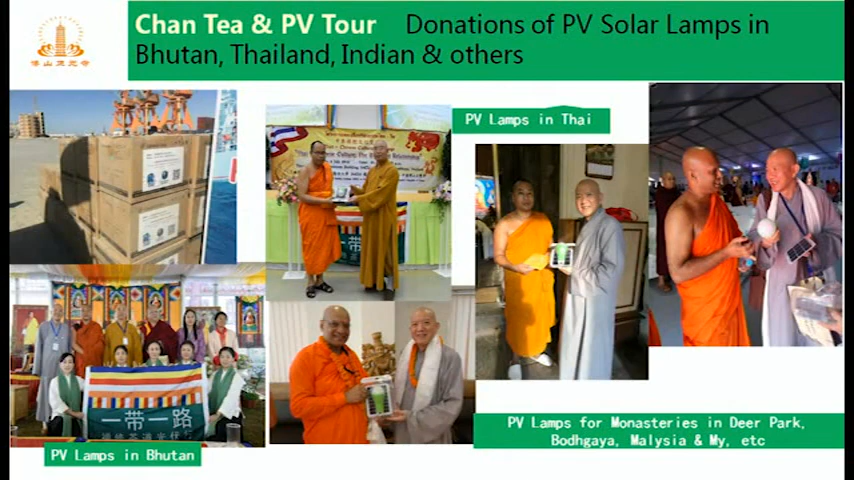 Chan Tea & PV Tour Donations of PV Solar Lamps in
Bhutan, Thailand, Indian & others
PV Lamps in Thai
一带一路
PV Lamps in Bhutan
PV Lamps for Monasteries in Deer Park,
Bodhgaya, Malysia & My, etc